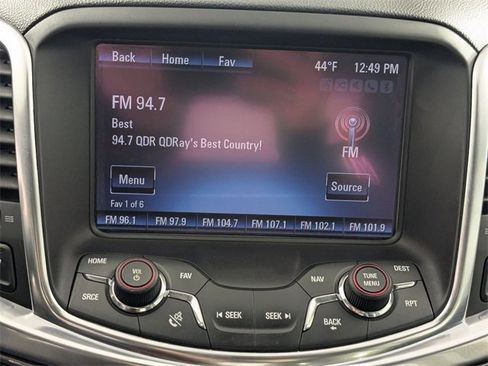 Back Home Fav 44°F 12:49 PM
FM 94.7
Best
94.7 QDR QDRay's Best Country!
FM
Menu
Source
Fav 1 of 6
FM 96.1 FM 97.9 FM 104.7 FM 107.1 FM 102.1 FM 101.9
HOME VOL FAV NAV TUNE MENU DEST
SRCE SEEK SEEK BACK RPT